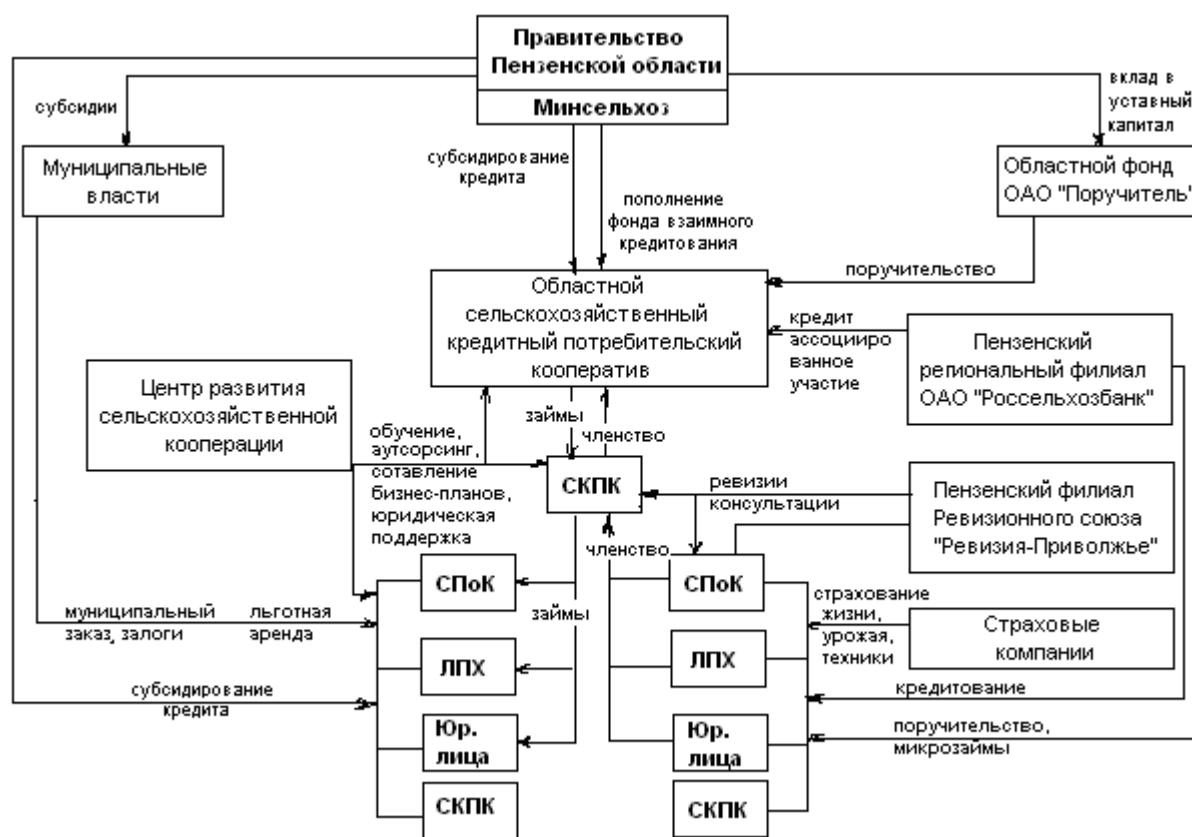 Правительство
Пензенской области
Минсельхоз
субсидии
вклад в
уставный
капитал
Муниципальные
власти
субсидирование
кредита
Областной фонд
ОАО "Поручитель"
пополнение
фонда взаимного
кредитования
поручительство
Областной
сельскохозяйственный
кредитный потребительский
кооператив
кредит
ассоцииро
ванное
участие
Пензенский
региональный филиал
ОАО "Россельхозбанк"
Центр развития
сельскохозяйственной
кооперации
займы
членство
обучение,
аутсорсинг,
сотавление
бизнес-планов,
юридическая
поддержка
СКПК
ревизии
консультации
Пензенский филиал
Ревизионного союза
"Ревизия-Приволжье"
членство
СПоК
СПоК
займы
муниципальный
заказ, залоги
льготная
аренда
страхование
жизни,
урожая,
техники
Страховые
компании
ЛПХ
ЛПХ
субсидирование
кредита
кредитование
Юр.
лица
Юр.
лица
поручительство,
микрозаймы
СКПК
СКПК